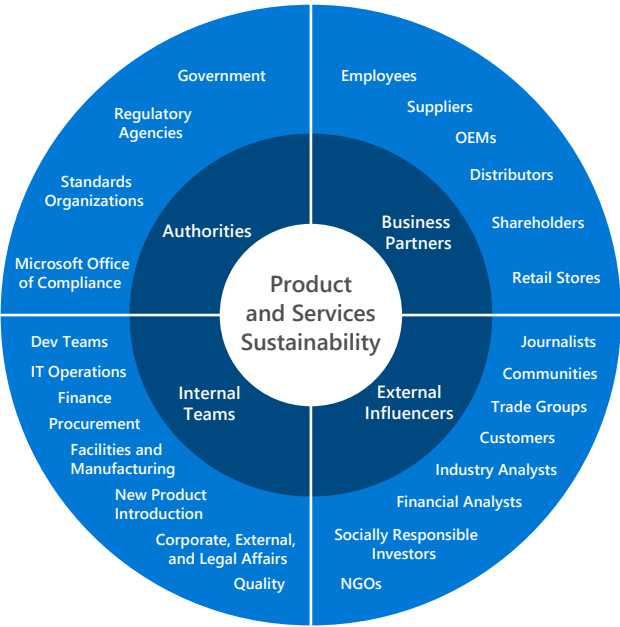 Government
Regulatory
Agencies
Standards
Organizations
Microsoft Office
of Compliance
Authorities
Employees
Suppliers
OEMs
Distributors
Shareholders
Retail Stores
Business
Partners
Product
and Services
Sustainability
Dev Teams
IT Operations
Finance
Procurement
Facilities and
Manufacturing
New Product
Introduction
Corporate, External,
and Legal Affairs
Quality
Internal
Teams
External
Influencers
Journalists
Communities
Trade Groups
Customers
Industry Analysts
Financial Analysts
Socially Responsible
Investors
NGOs